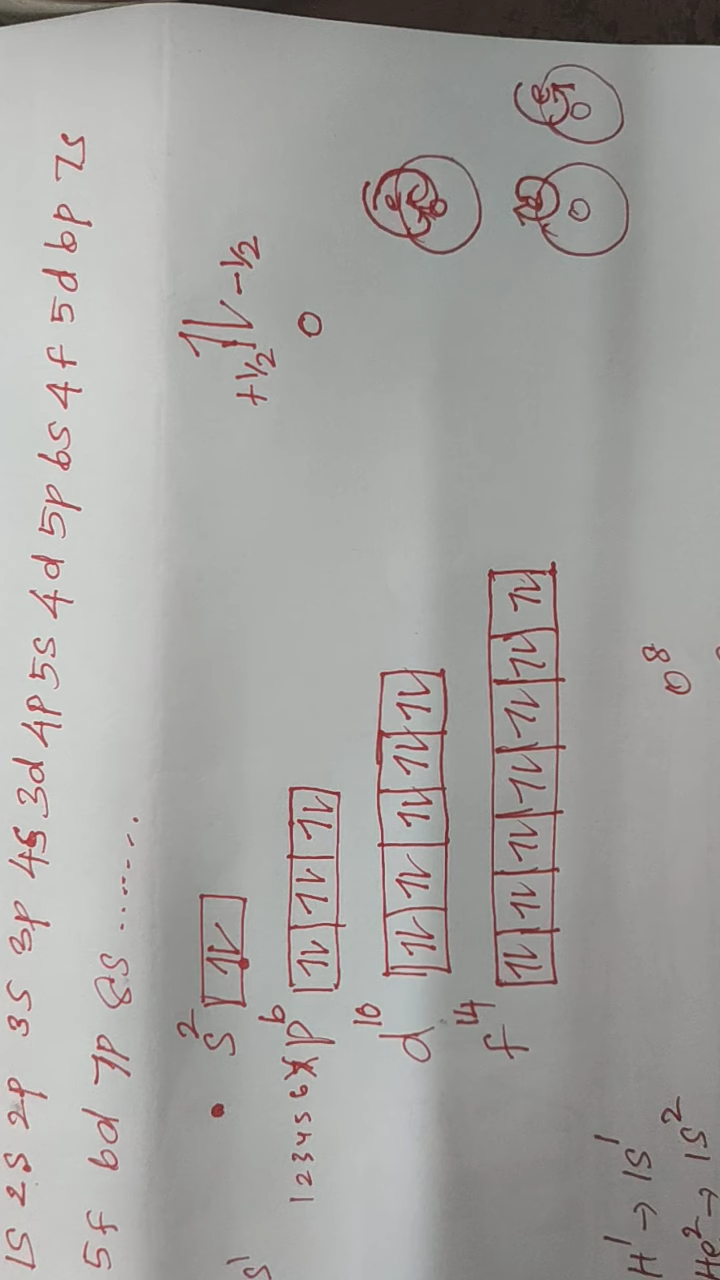 1S 2S 2p 3S 3p 4S 3d 4p 5S 4d 5p 6S 4f 5d 6p 7s
5f 6d 7p 8S .......
S¹
S²
+½ -½
1 2 3 4 5 6 p⁶
d¹⁰
f¹⁴
H¹ → 1S¹
He² → 1S²
O⁸